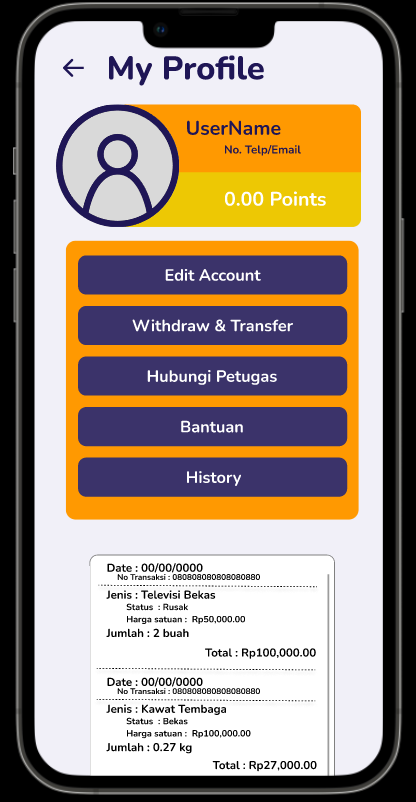 My Profile
UserName
No. Telp/Email
0.00 Points
Edit Account
Withdraw & Transfer
Hubungi Petugas
Bantuan
History
Date : 00/00/0000
No Transaksi : 080808080808080880
Jenis : Televisi Bekas
Status : Rusak
Harga satuan : Rp50,000.00
Jumlah : 2 buah
Total : Rp100,000.00
Date : 00/00/0000
No Transaksi : 080808080808080880
Jenis : Kawat Tembaga
Status : Bekas
Harga satuan : Rp100,000.00
Jumlah : 0.27 kg
Total : Rp27,000.00